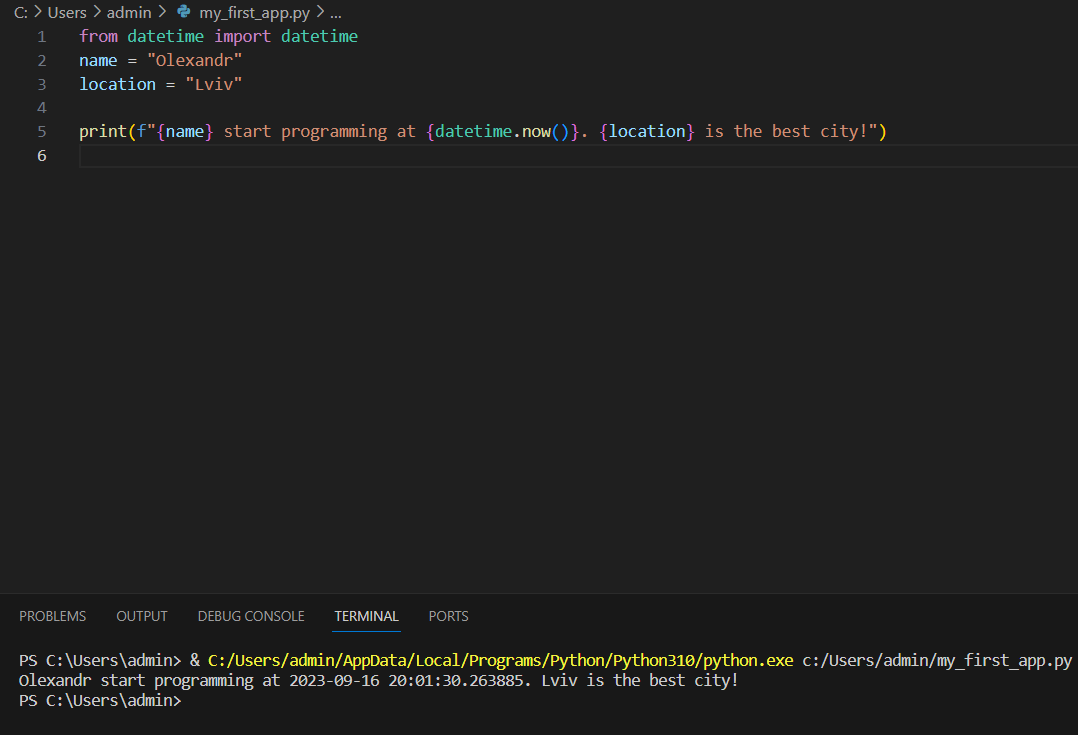 C: > Users > admin > my_first_app.py > ...
1 from datetime import datetime
2 name = "Olexandr"
3 location = "Lviv"
4
5 print(f"{name} start programming at {datetime.now()}. {location} is the best city!")
6
PROBLEMS OUTPUT DEBUG CONSOLE TERMINAL PORTS
PS C:\Users\admin> & C:/Users/admin/AppData/Local/Programs/Python/Python310/python.exe c:/Users/admin/my_first_app.py
Olexandr start programming at 2023-09-16 20:01:30.263885. Lviv is the best city!
PS C:\Users\admin>